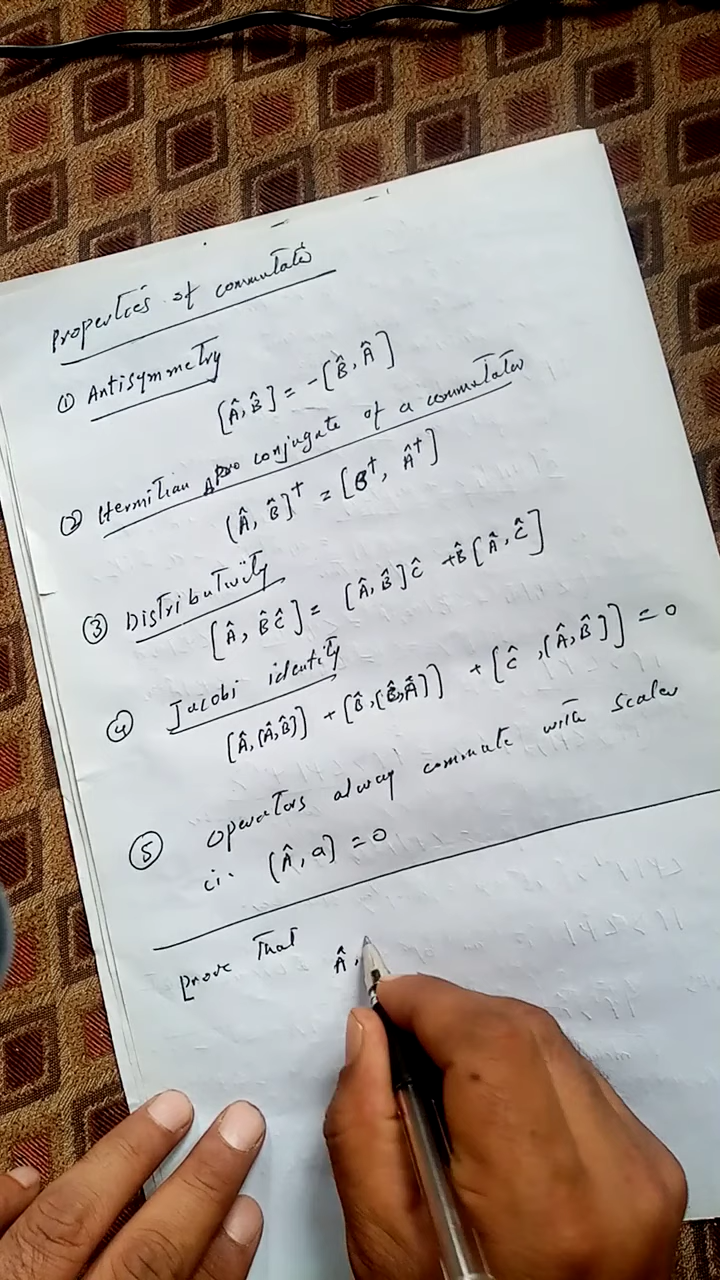 Properties of commutato
① Antisymmetry
[Â, B̂] = -[B̂, Â]
② Hermitian conjugate of a commutator
[Â, B̂]† = [B†, Â†]
③ Distributivity
[Â, B̂Ĉ] = [Â, B̂]Ĉ + B̂[Â, Ĉ]
④ Jacobi identity
[Â, [Â, B̂]] + [B̂, [Ĉ, Â]] + [Ĉ, [Â, B̂]] = 0
⑤ operators alway commute with scaler
i. [Â, a] = 0
Prove That Â,